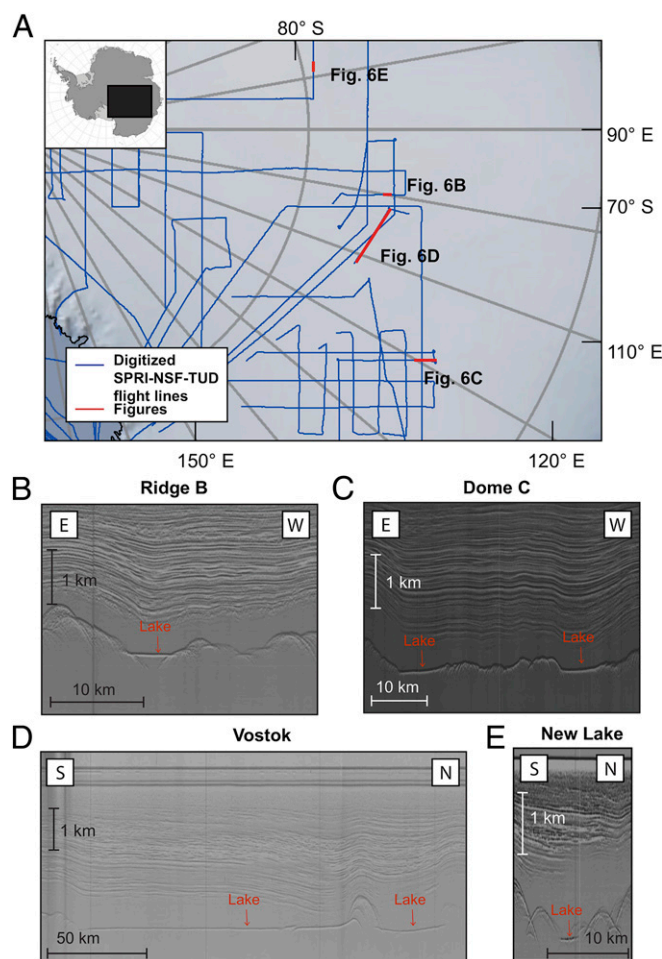 A
80° S
Fig. 6E
90° E
Fig. 6B
70° S
Fig. 6D
110° E
Fig. 6C
Digitized
SPRI-NSF-TUD
flight lines
Figures
150° E
120° E
B
Ridge B
E
W
1 km
Lake
10 km
C
Dome C
E
W
1 km
Lake
Lake
10 km
D
Vostok
S
N
1 km
Lake
Lake
50 km
E
New Lake
S
N
1 km
Lake
10 km